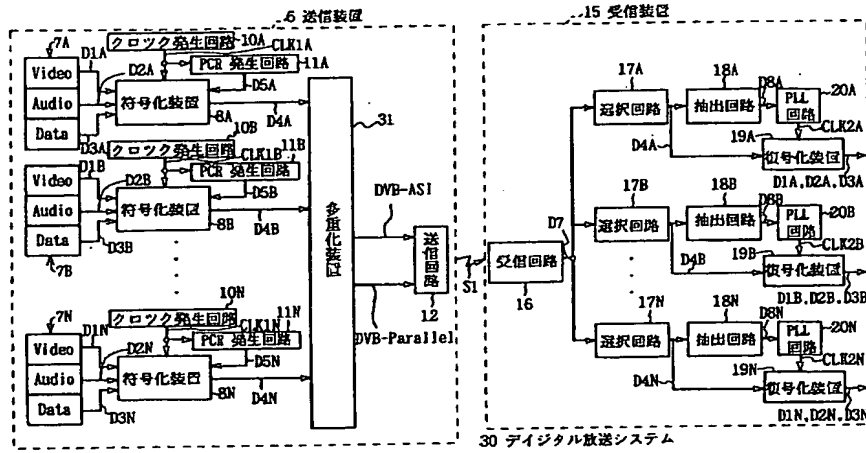 6 送信装置
7A
D1A
クロック発生回路
10A
CLK1A
PCR 発生回路
11A
Video
Audio
Data
D2A
D5A
符号化装置
8A
D4A
D3A
10B
クロック発生回路
CLK1B
11B
D1B
PCR 発生回路
Video
Audio
Data
D2B
D5B
符号化装置
8B
D4B
D3B
7B
10N
7N
クロック発生回路
CLK1N
11N
D1N
PCR 発生回路
Video
Audio
Data
D2N
D5N
符号化装置
8N
D4N
D3N
31
多重化装置
DVB-ASI
DVB-Parallel
送信回路
12
S1
15 受信装置
受信回路
16
D7
17A
選択回路
18A
抽出回路
D8A
PLL
回路
20A
CLK2A
D4A
19A
復号化装置
D1A, D2A, D3A
17B
選択回路
18B
抽出回路
D8B
PLL
回路
20B
CLK2B
D4B
19B
復号化装置
D1B, D2B, D3B
17N
選択回路
18N
抽出回路
D8N
PLL
回路
20N
CLK2N
D4N
19N
復号化装置
D1N, D2N, D3N
30 デイジタル放送システム